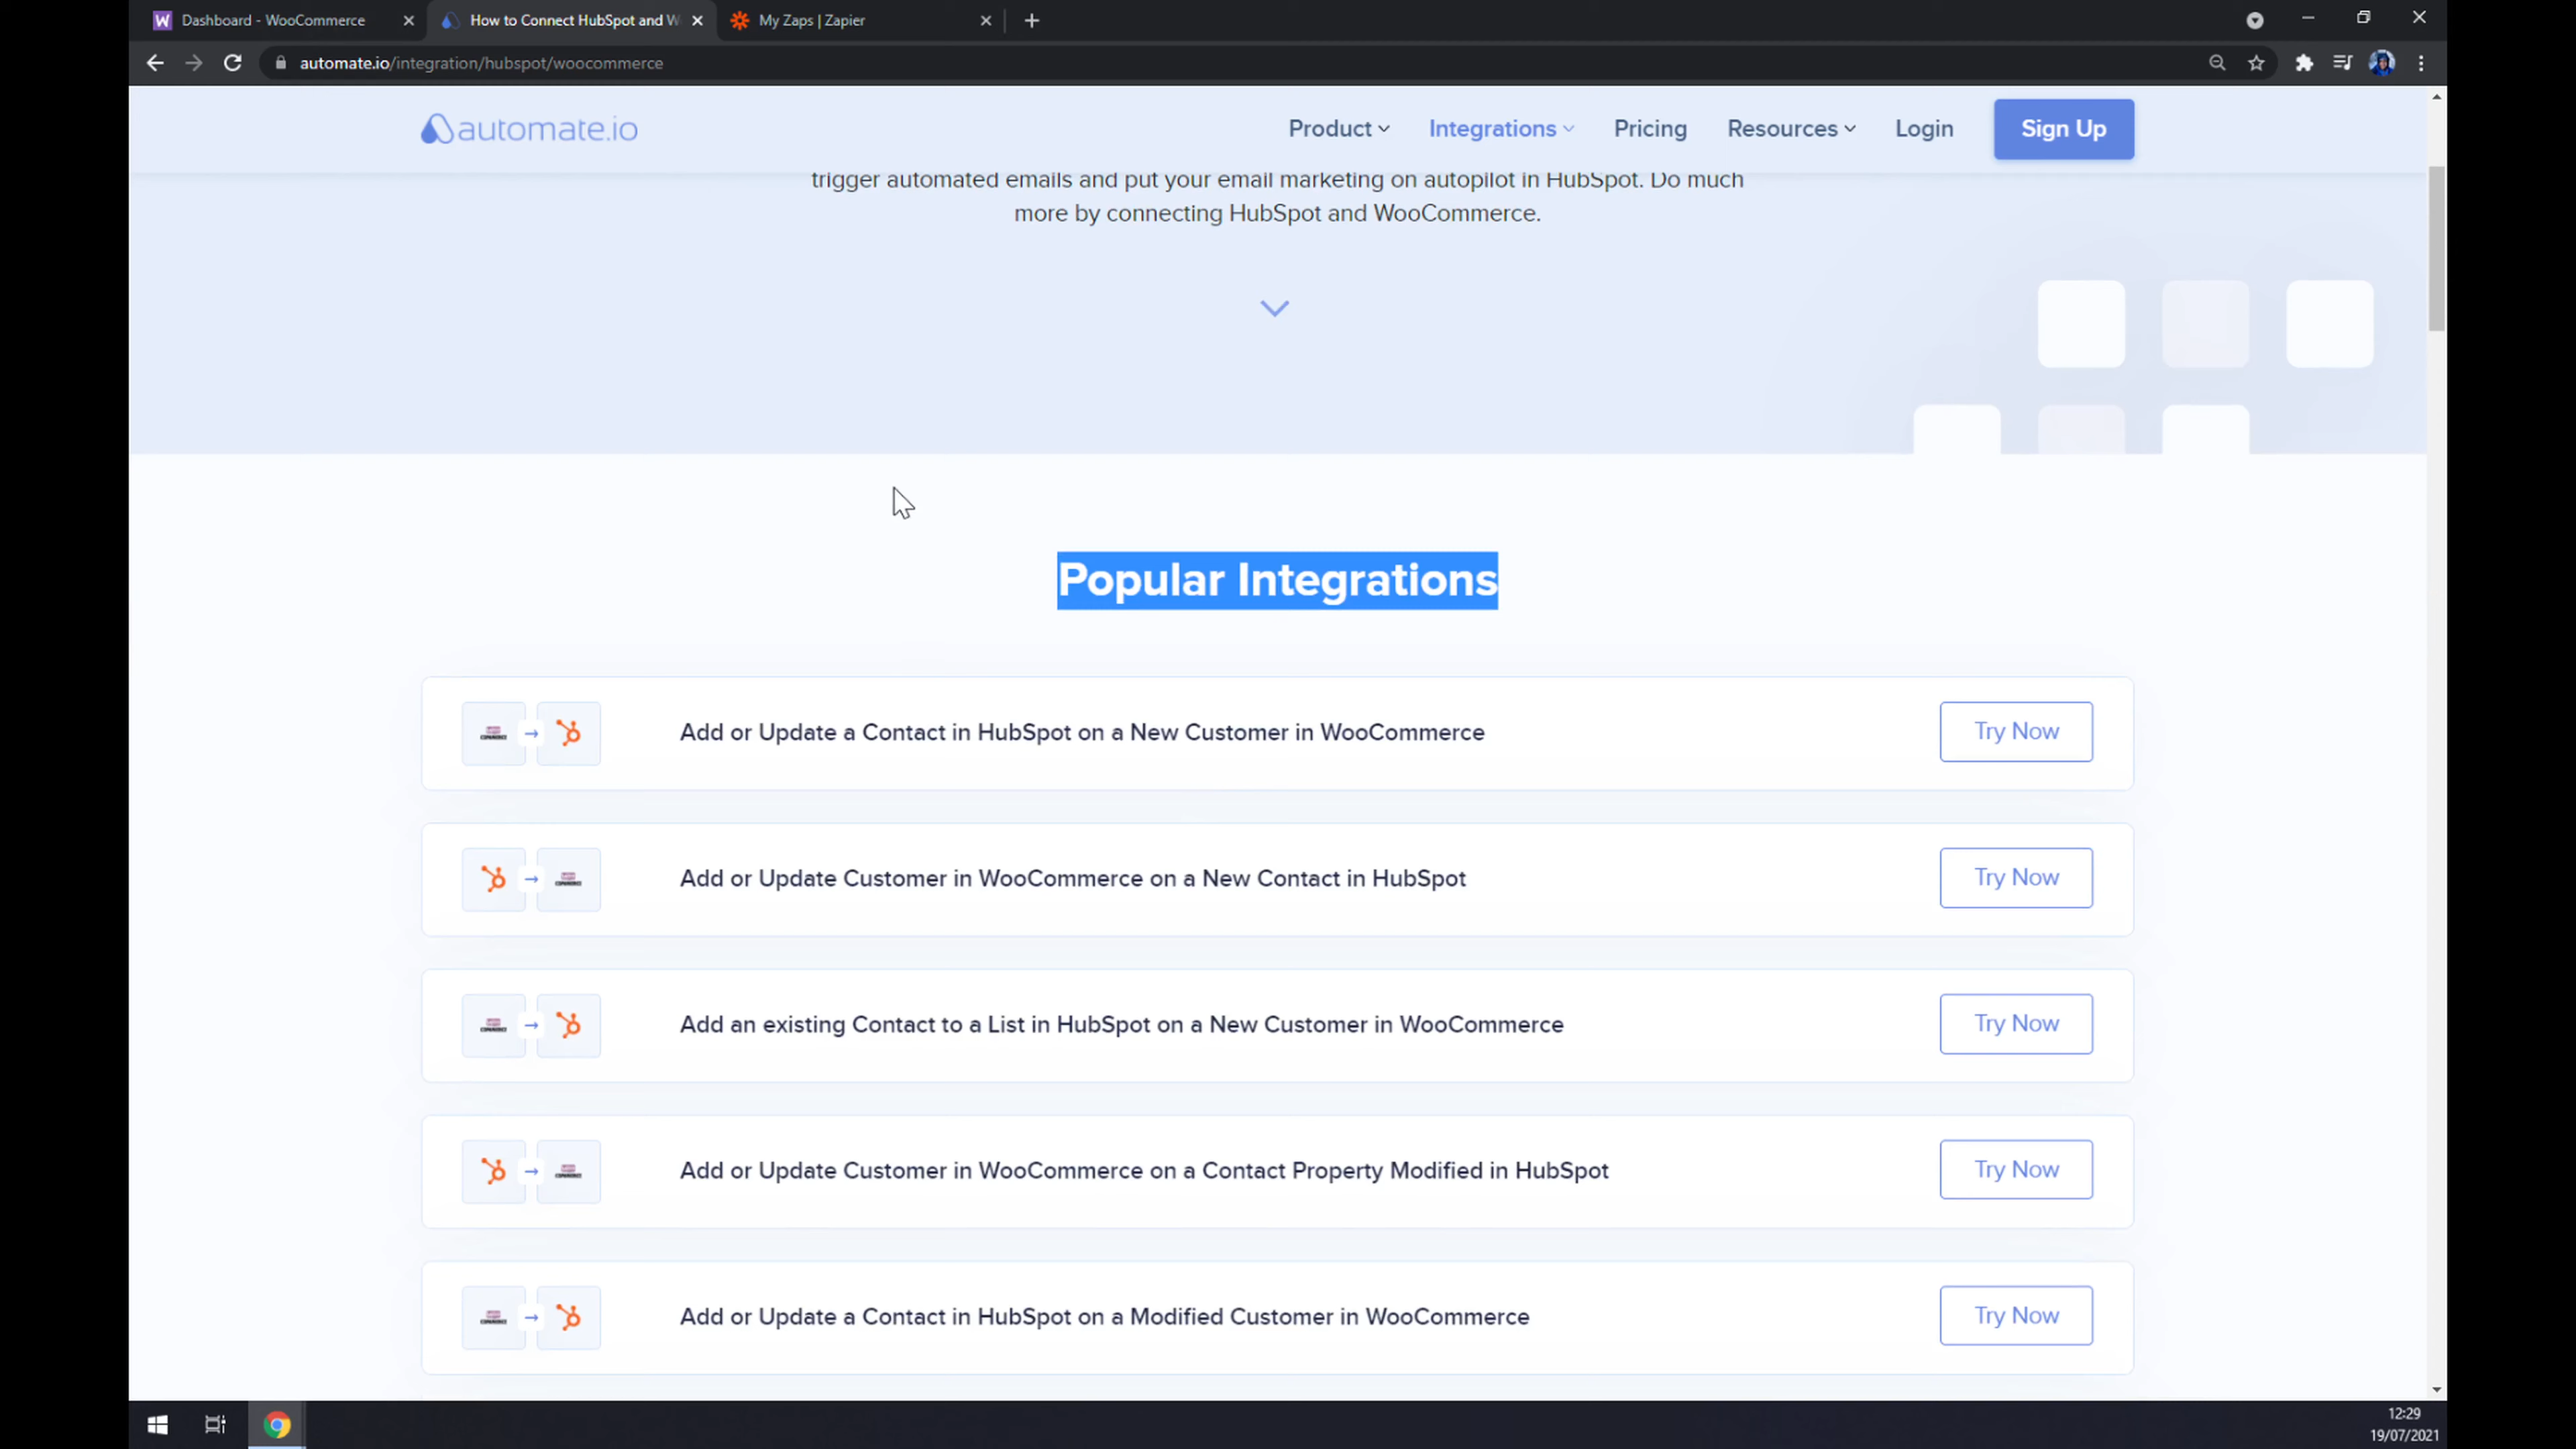 Dashboard - WooCommerce
How to Connect HubSpot and W
My Zaps | Zapier
automate.io/integration/hubspot/woocommerce
automate.io
Product
Integrations
Pricing
Resources
Login
Sign Up
trigger automated emails and put your email marketing on autopilot in HubSpot. Do much
more by connecting HubSpot and WooCommerce.
Popular Integrations
Add or Update a Contact in HubSpot on a New Customer in WooCommerce
Try Now
Add or Update Customer in WooCommerce on a New Contact in HubSpot
Try Now
Add an existing Contact to a List in HubSpot on a New Customer in WooCommerce
Try Now
Add or Update Customer in WooCommerce on a Contact Property Modified in HubSpot
Try Now
Add or Update a Contact in HubSpot on a Modified Customer in WooCommerce
Try Now
12:29
19/07/2021